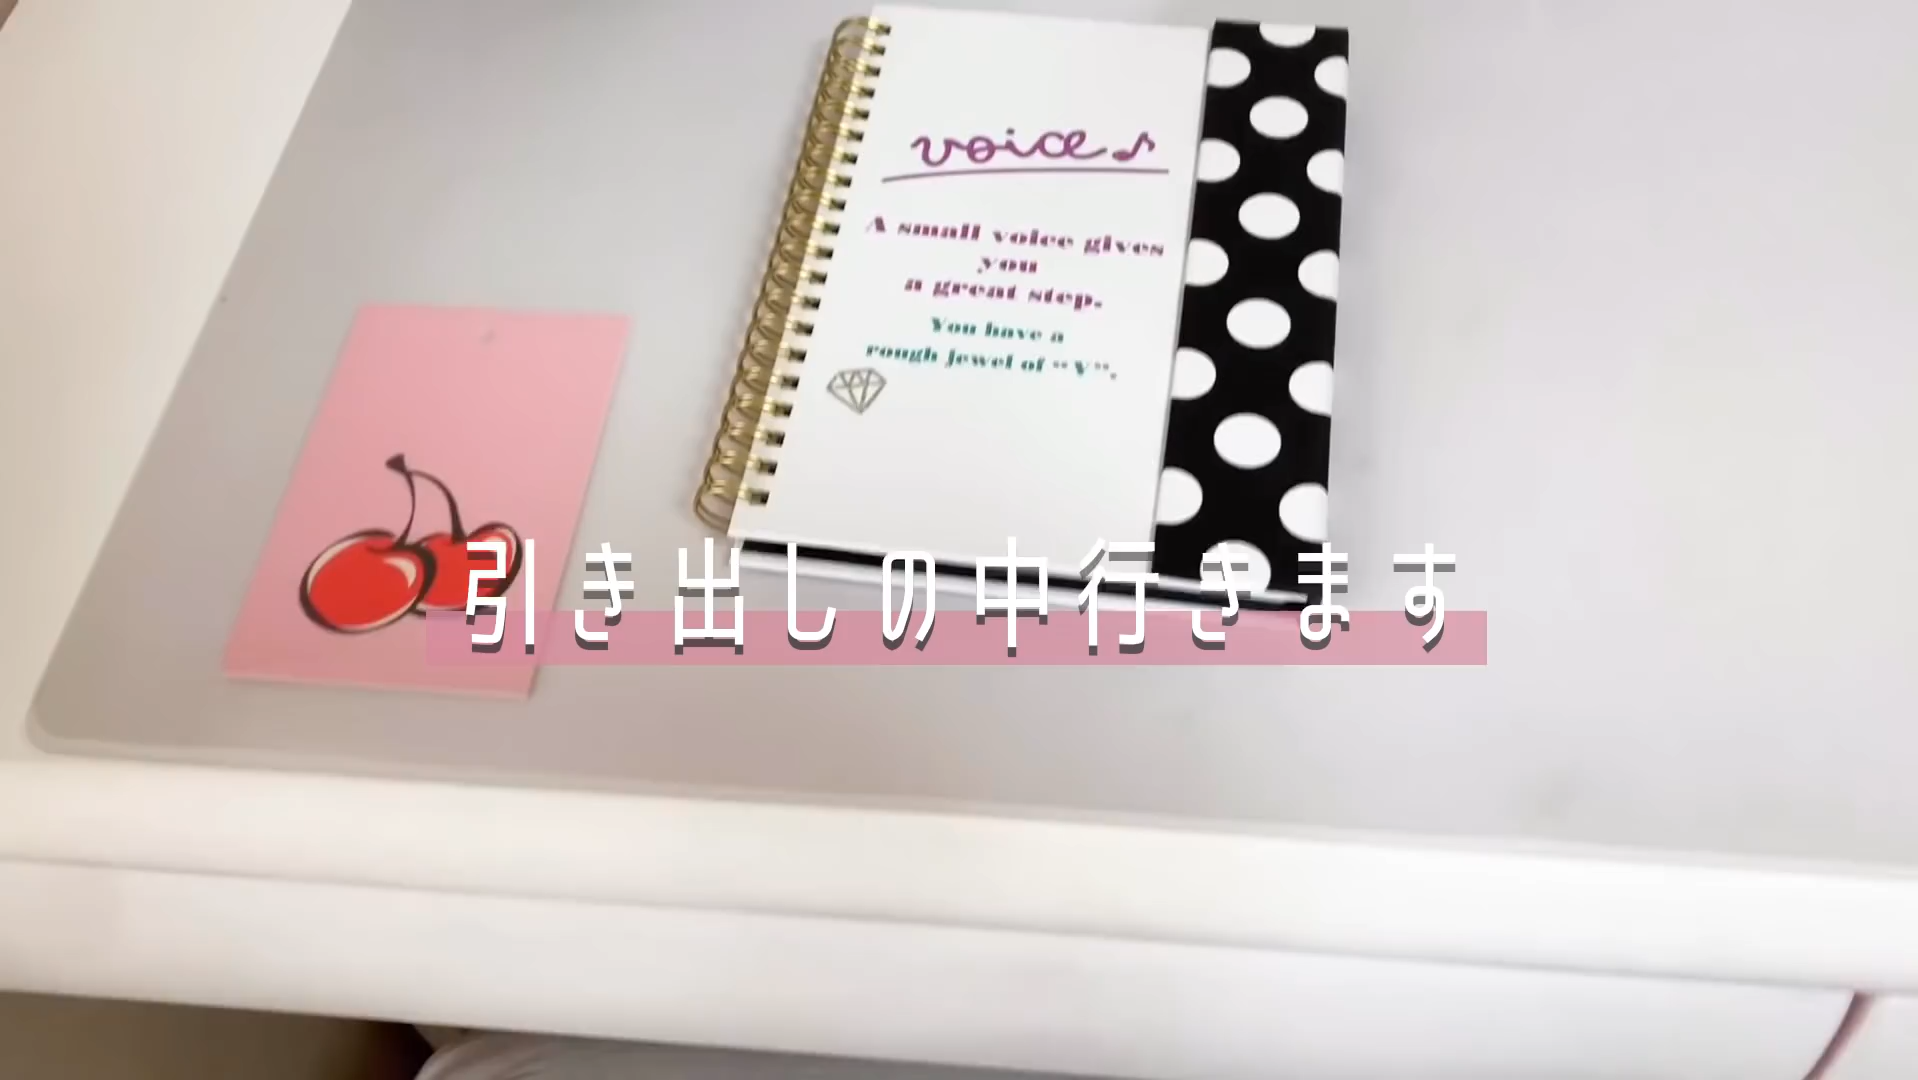 voice♪
A small voice gives
you
a great step.
You have a
rough jewel of "V".
引き出しの中行きます